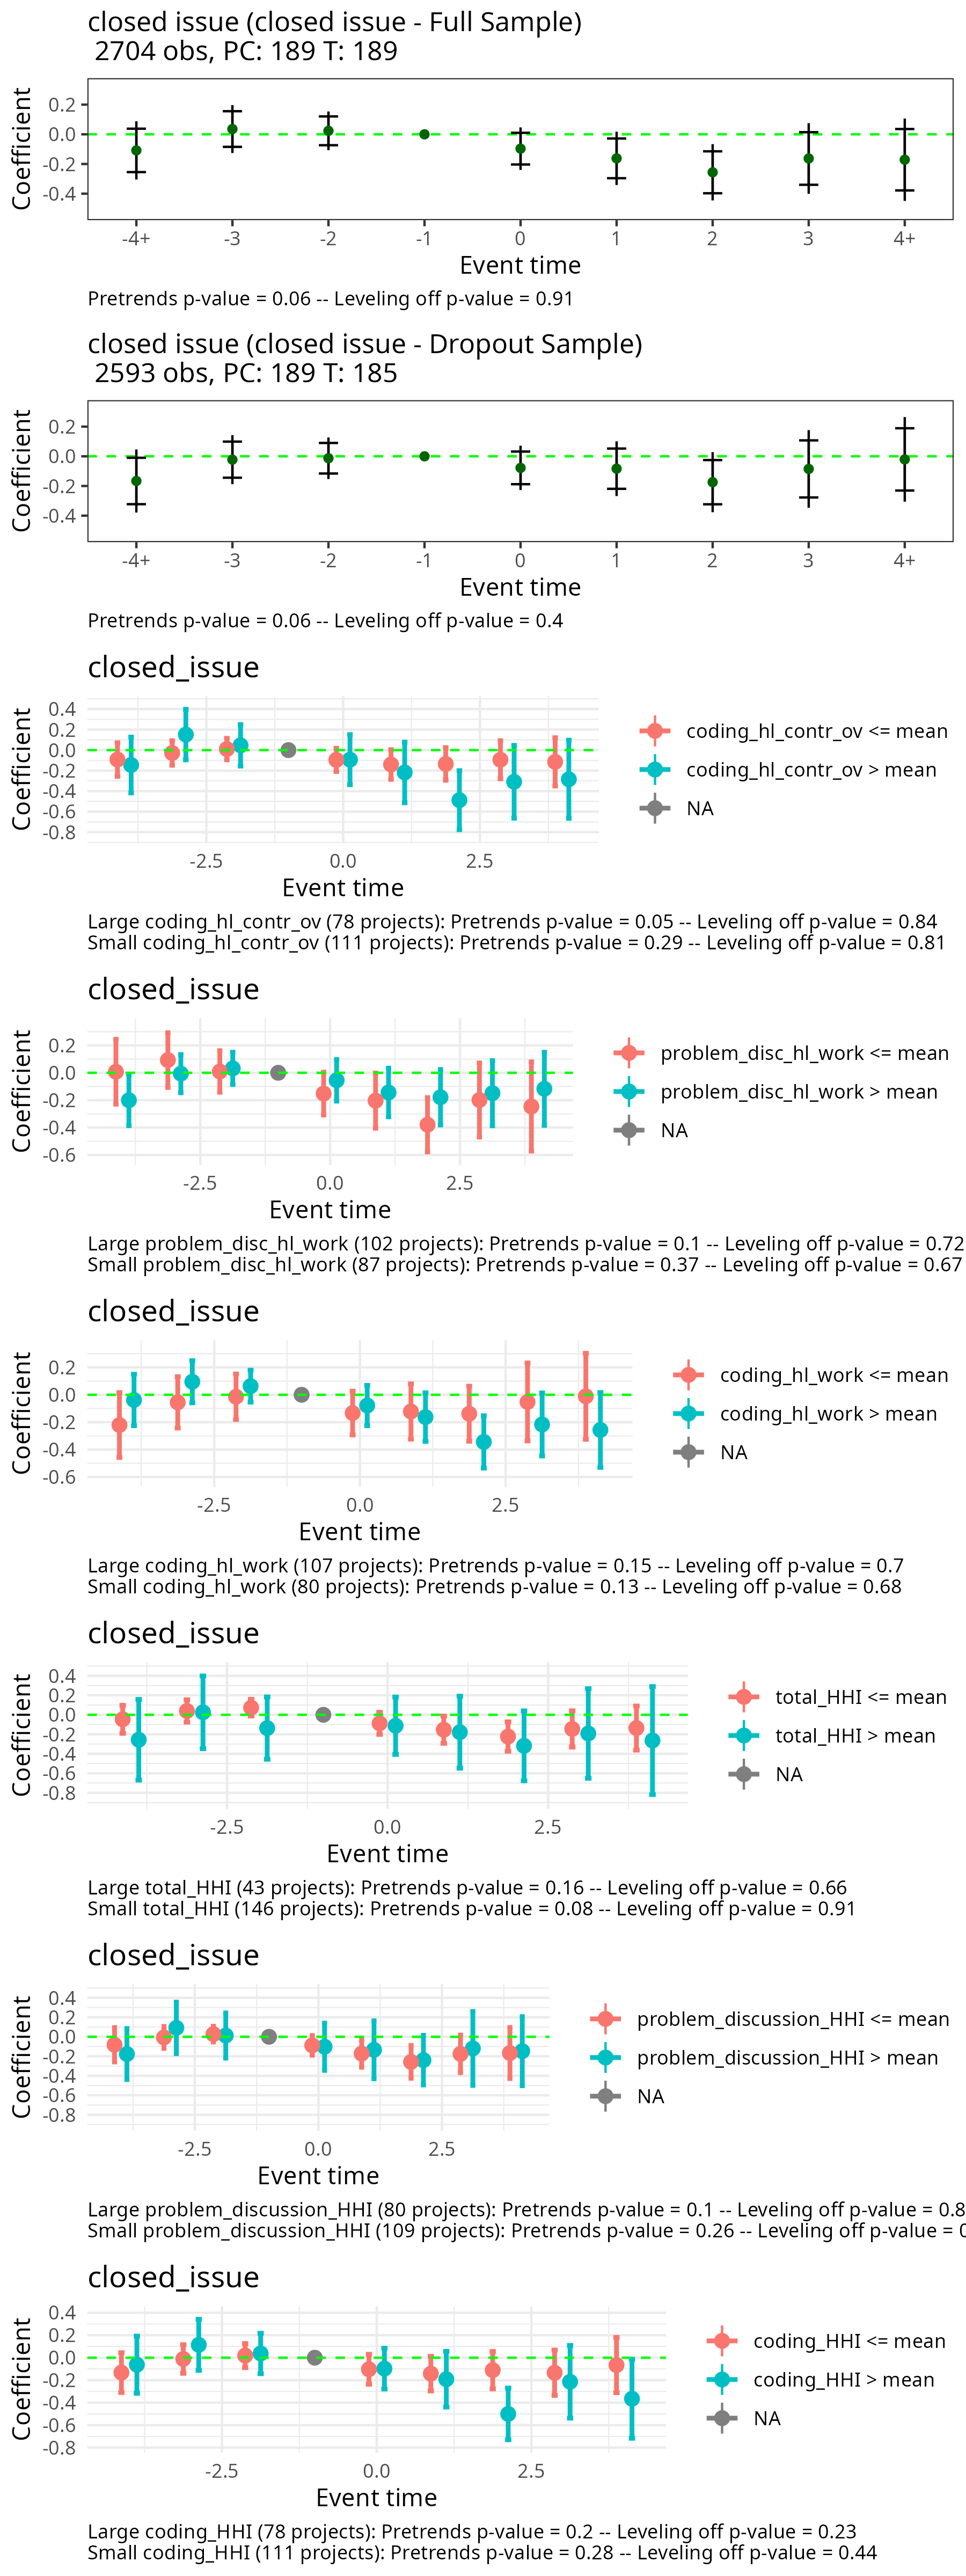 closed issue (closed issue - Full Sample)
2704 obs, PC: 189 T: 189
Coefficient
0.2
0.0
-0.2
-0.4
-4+ -3 -2 -1 0 1 2 3 4+
Event time
Pretrends p-value = 0.06 -- Leveling off p-value = 0.91
closed issue (closed issue - Dropout Sample)
2593 obs, PC: 189 T: 185
Coefficient
0.2
0.0
-0.2
-0.4
-4+ -3 -2 -1 0 1 2 3 4+
Event time
Pretrends p-value = 0.06 -- Leveling off p-value = 0.4
closed_issue
Coefficient
0.4
0.2
0.0
-0.2
-0.4
-0.6
-0.8
-2.5 0.0 2.5
Event time
coding_hl_contr_ov <= mean
coding_hl_contr_ov > mean
NA
Large coding_hl_contr_ov (78 projects): Pretrends p-value = 0.05 -- Leveling off p-value = 0.84
Small coding_hl_contr_ov (111 projects): Pretrends p-value = 0.29 -- Leveling off p-value = 0.81
closed_issue
Coefficient
0.2
0.0
-0.2
-0.4
-0.6
-2.5 0.0 2.5
Event time
problem_disc_hl_work <= mean
problem_disc_hl_work > mean
NA
Large problem_disc_hl_work (102 projects): Pretrends p-value = 0.1 -- Leveling off p-value = 0.72
Small problem_disc_hl_work (87 projects): Pretrends p-value = 0.37 -- Leveling off p-value = 0.67
closed_issue
Coefficient
0.2
0.0
-0.2
-0.4
-0.6
-2.5 0.0 2.5
Event time
coding_hl_work <= mean
coding_hl_work > mean
NA
Large coding_hl_work (107 projects): Pretrends p-value = 0.15 -- Leveling off p-value = 0.7
Small coding_hl_work (80 projects): Pretrends p-value = 0.13 -- Leveling off p-value = 0.68
closed_issue
Coefficient
0.4
0.2
0.0
-0.2
-0.4
-0.6
-0.8
-2.5 0.0 2.5
Event time
total_HHI <= mean
total_HHI > mean
NA
Large total_HHI (43 projects): Pretrends p-value = 0.16 -- Leveling off p-value = 0.66
Small total_HHI (146 projects): Pretrends p-value = 0.08 -- Leveling off p-value = 0.91
closed_issue
Coefficient
0.4
0.2
0.0
-0.2
-0.4
-0.6
-0.8
-2.5 0.0 2.5
Event time
problem_discussion_HHI <= mean
problem_discussion_HHI > mean
NA
Large problem_discussion_HHI (80 projects): Pretrends p-value = 0.1 -- Leveling off p-value = 0.8
Small problem_discussion_HHI (109 projects): Pretrends p-value = 0.26 -- Leveling off p-value =
closed_issue
Coefficient
0.4
0.2
0.0
-0.2
-0.4
-0.6
-0.8
-2.5 0.0 2.5
Event time
coding_HHI <= mean
coding_HHI > mean
NA
Large coding_HHI (78 projects): Pretrends p-value = 0.2 -- Leveling off p-value = 0.23
Small coding_HHI (111 projects): Pretrends p-value = 0.28 -- Leveling off p-value = 0.44